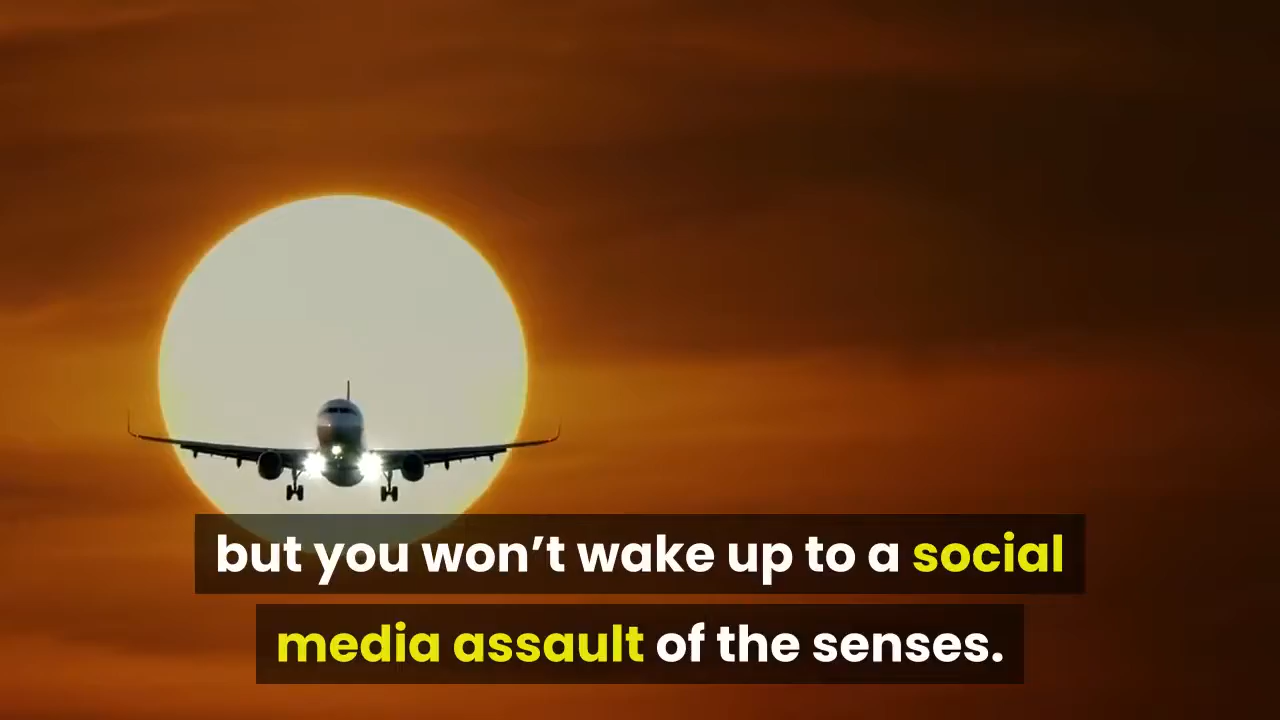 but you won’t wake up to a social
media assault of the senses.